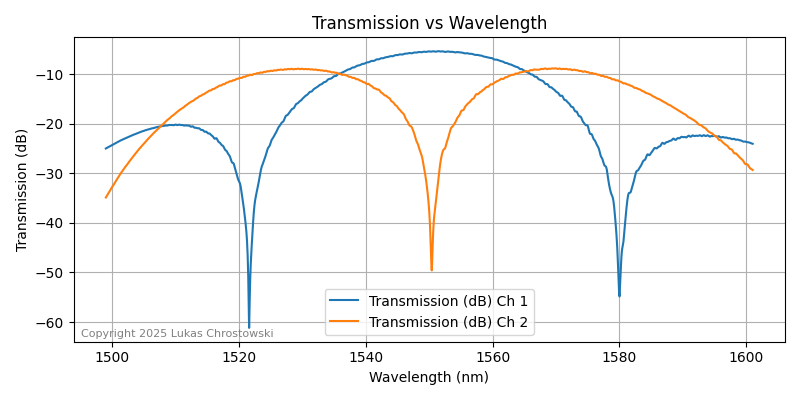 Transmission vs Wavelength
Transmission (dB)
−10
−20
−30
−40
−50
−60
Transmission (dB) Ch 1
Transmission (dB) Ch 2
Copyright 2025 Lukas Chrostowski
1500 1520 1540 1560 1580 1600
Wavelength (nm)